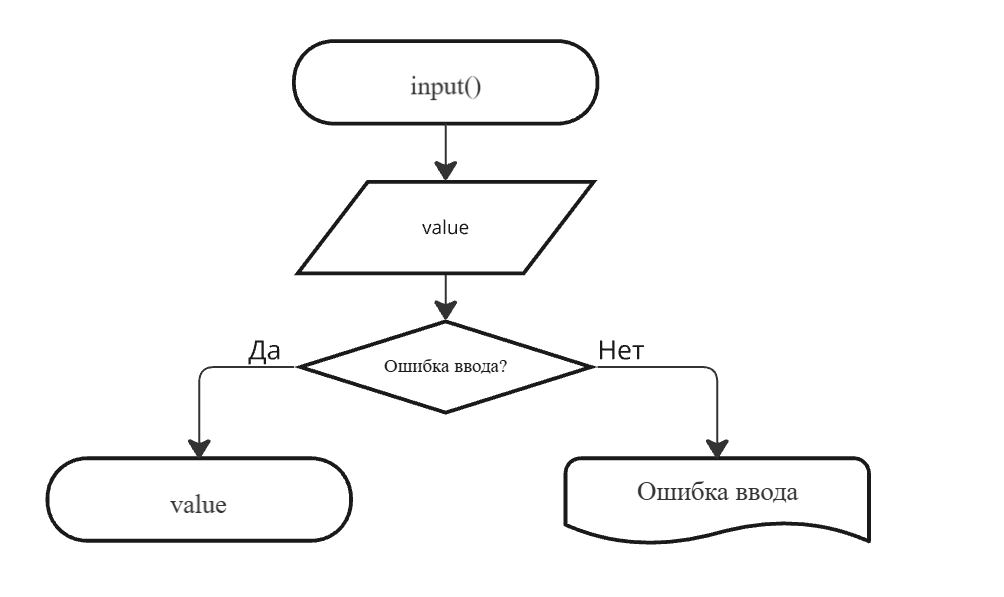 input()
value
Да
Ошибка ввода?
Нет
value
Ошибка ввода